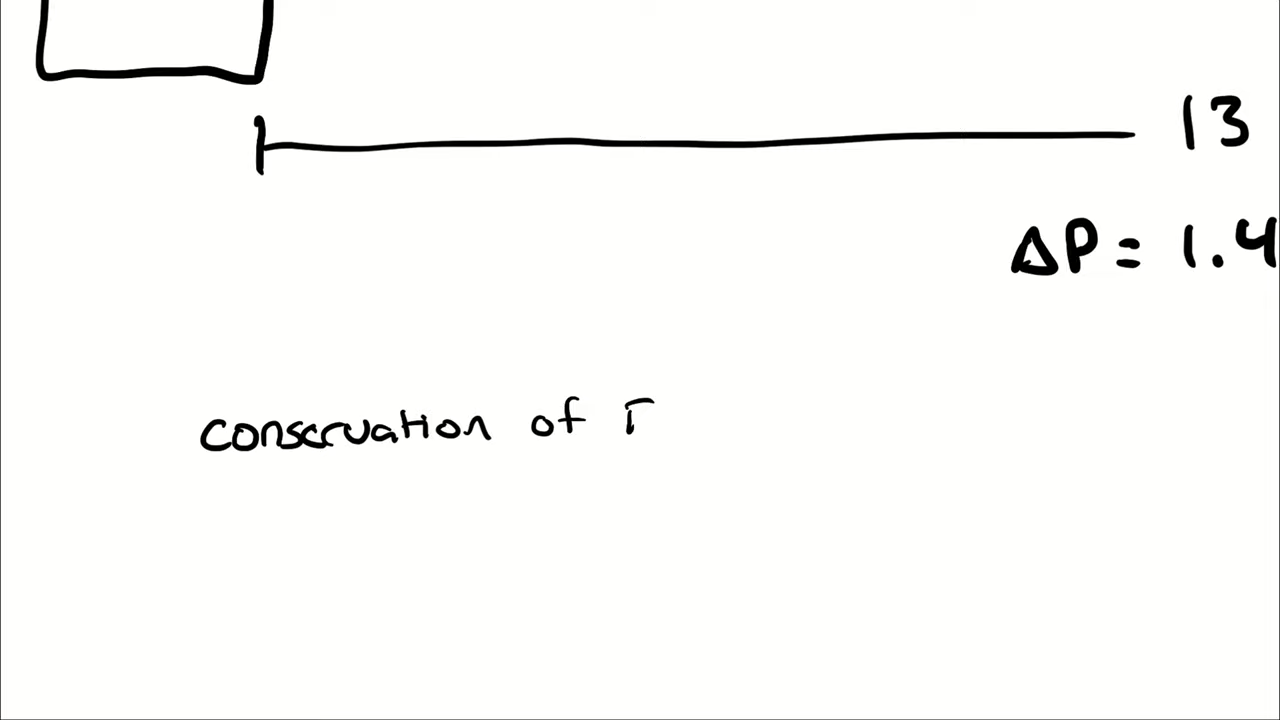 13
ΔP = 1.4
conservation of